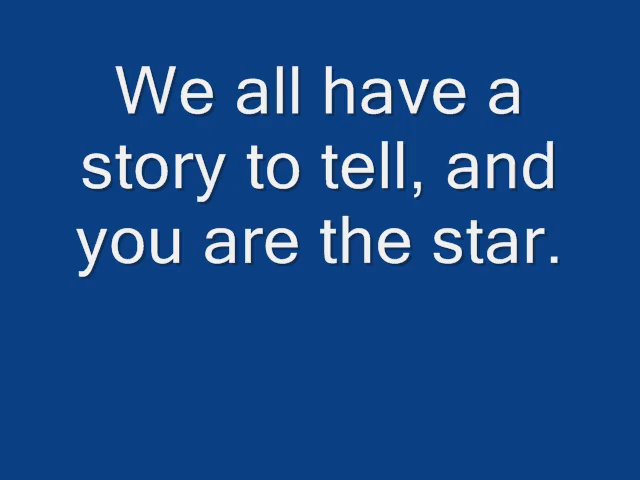 We all have a
story to tell, and
you are the star.